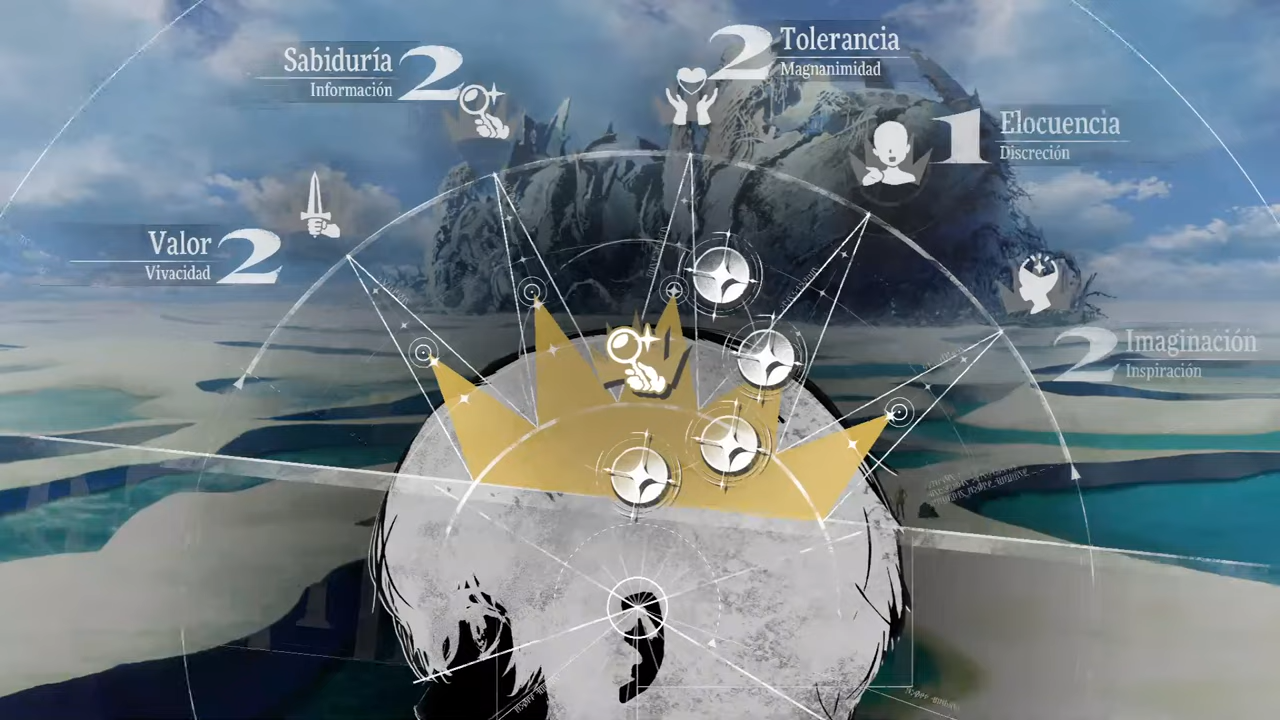 Sabiduría 2
Información
2 Tolerancia
Magnanimidad
1 Elocuencia
Discreción
Valor 2
Vivacidad
2 Imaginación
Inspiración